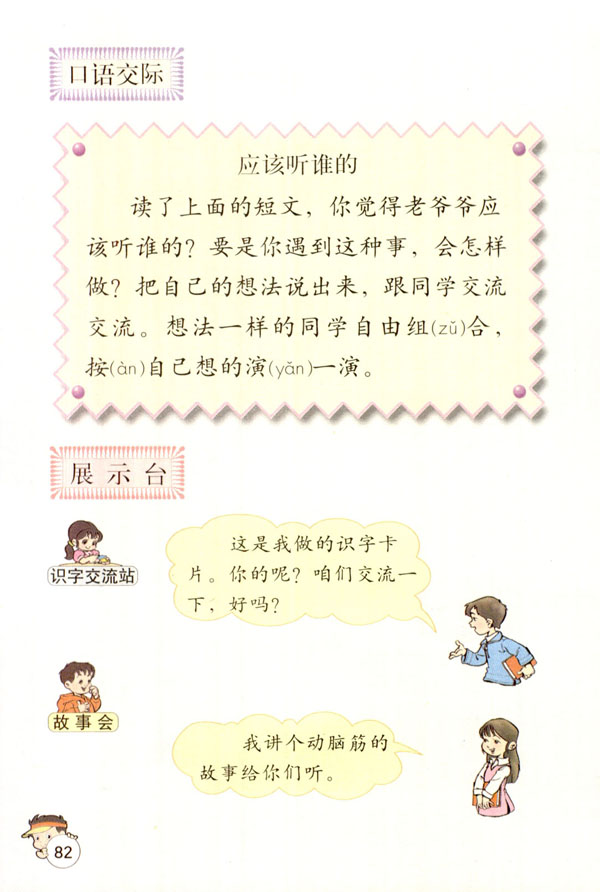 口语交际
应该听谁的
读了上面的短文，你觉得老爷爷应
该听谁的？要是你遇到这种事，会怎样
做？把自己的想法说出来，跟同学交流
交流。想法一样的同学自由组(zǔ)合，
按(àn)自己想的演(yǎn)一演。
展示台
识字交流站
这是我做的识字卡
片。你的呢？咱们交流一
下，好吗？
故事会
我讲个动脑筋的
故事给你们听。
82